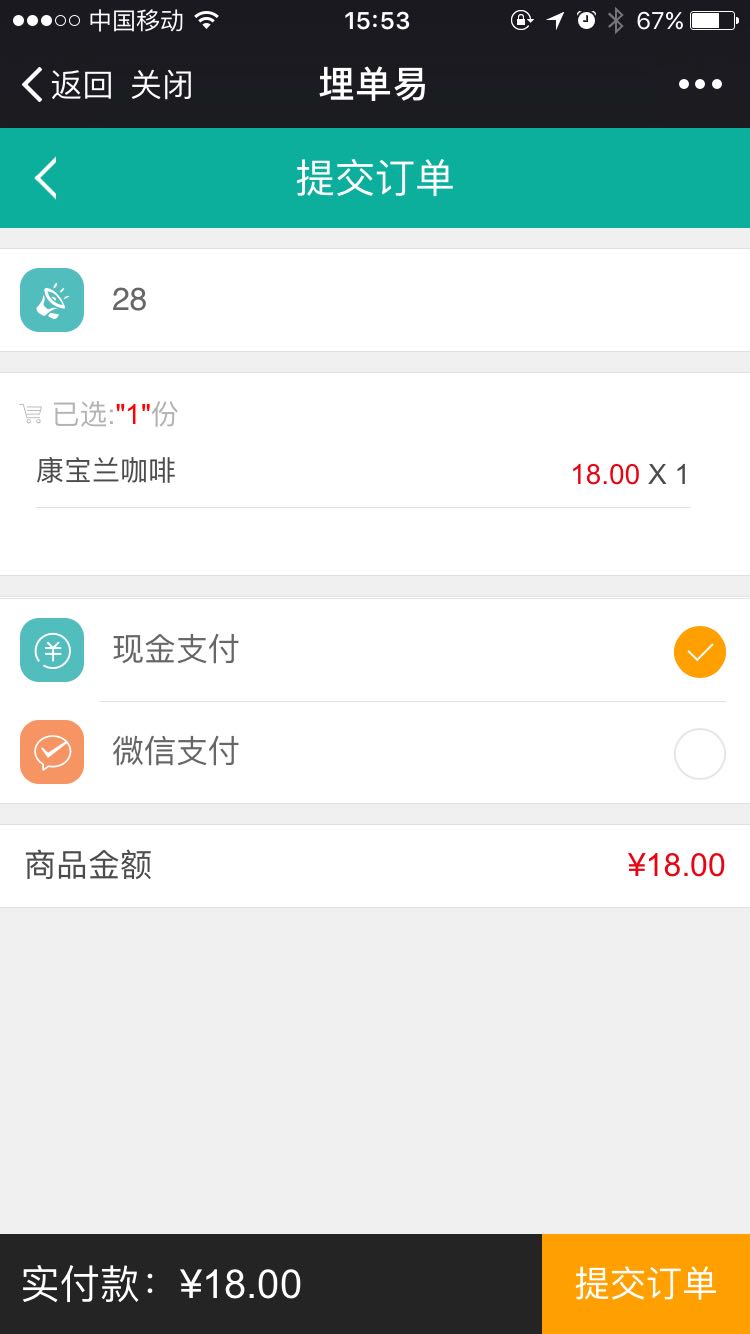 中国移动 15:53 67%
返回 关闭 埋单易
提交订单
28
已选:"1"份
康宝兰咖啡 18.00 X 1
现金支付
微信支付
商品金额 ¥18.00
实付款：¥18.00 提交订单